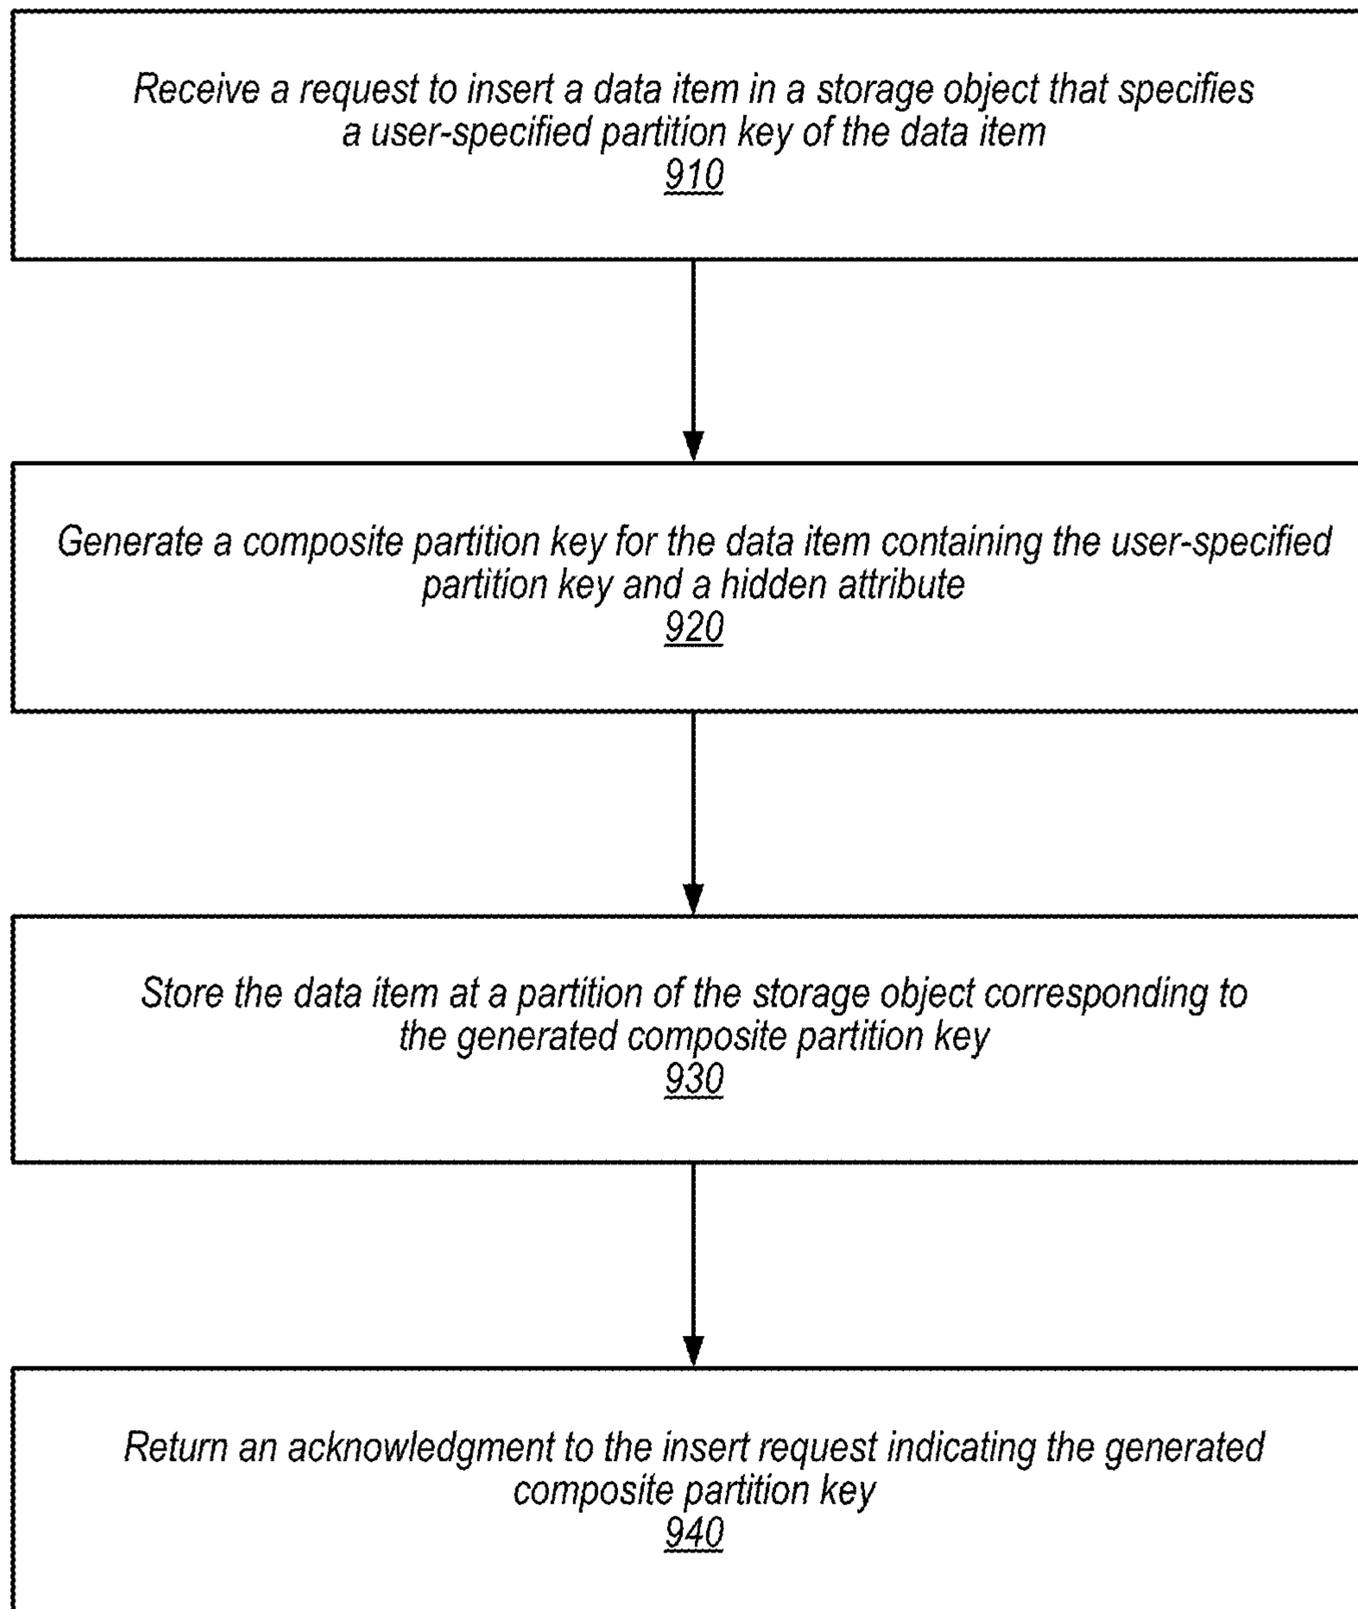 Receive a request to insert a data item in a storage object that specifies
a user-specified partition key of the data item
910
Generate a composite partition key for the data item containing the user-specified
partition key and a hidden attribute
920
Store the data item at a partition of the storage object corresponding to
the generated composite partition key
930
Return an acknowledgment to the insert request indicating the generated
composite partition key
940